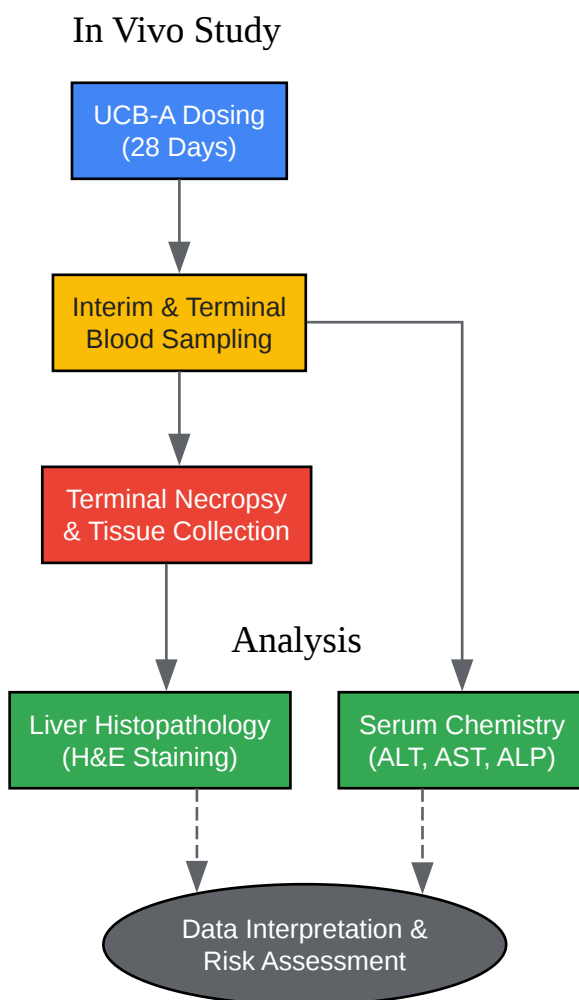 In Vivo Study
UCB-A Dosing
(28 Days)
Interim & Terminal
Blood Sampling
Terminal Necropsy
& Tissue Collection
Analysis
Liver Histopathology
(H&E Staining)
Serum Chemistry
(ALT, AST, ALP)
Data Interpretation &
Risk Assessment